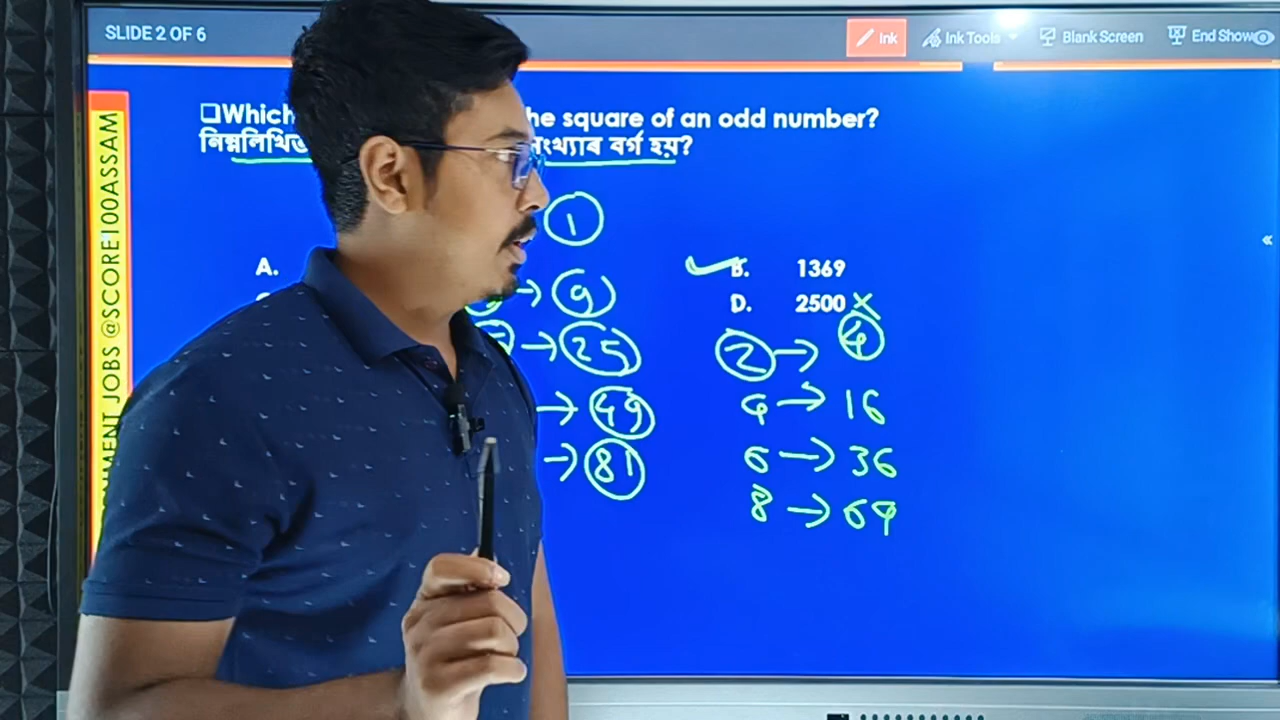 SLIDE 2 OF 6
Ink
Ink Tools
Blank Screen
End Show
Which he square of an odd number?
নিম্নলিখিত সংখ্যাৰ বৰ্গ হয়?
1
A.
B. 1369
→ 9
D. 2500 ×
→ 25
2 → 4
→ 49
4 → 16
→ 81
6 → 36
8 → 64
MENT JOBS @SCORE100ASSAM